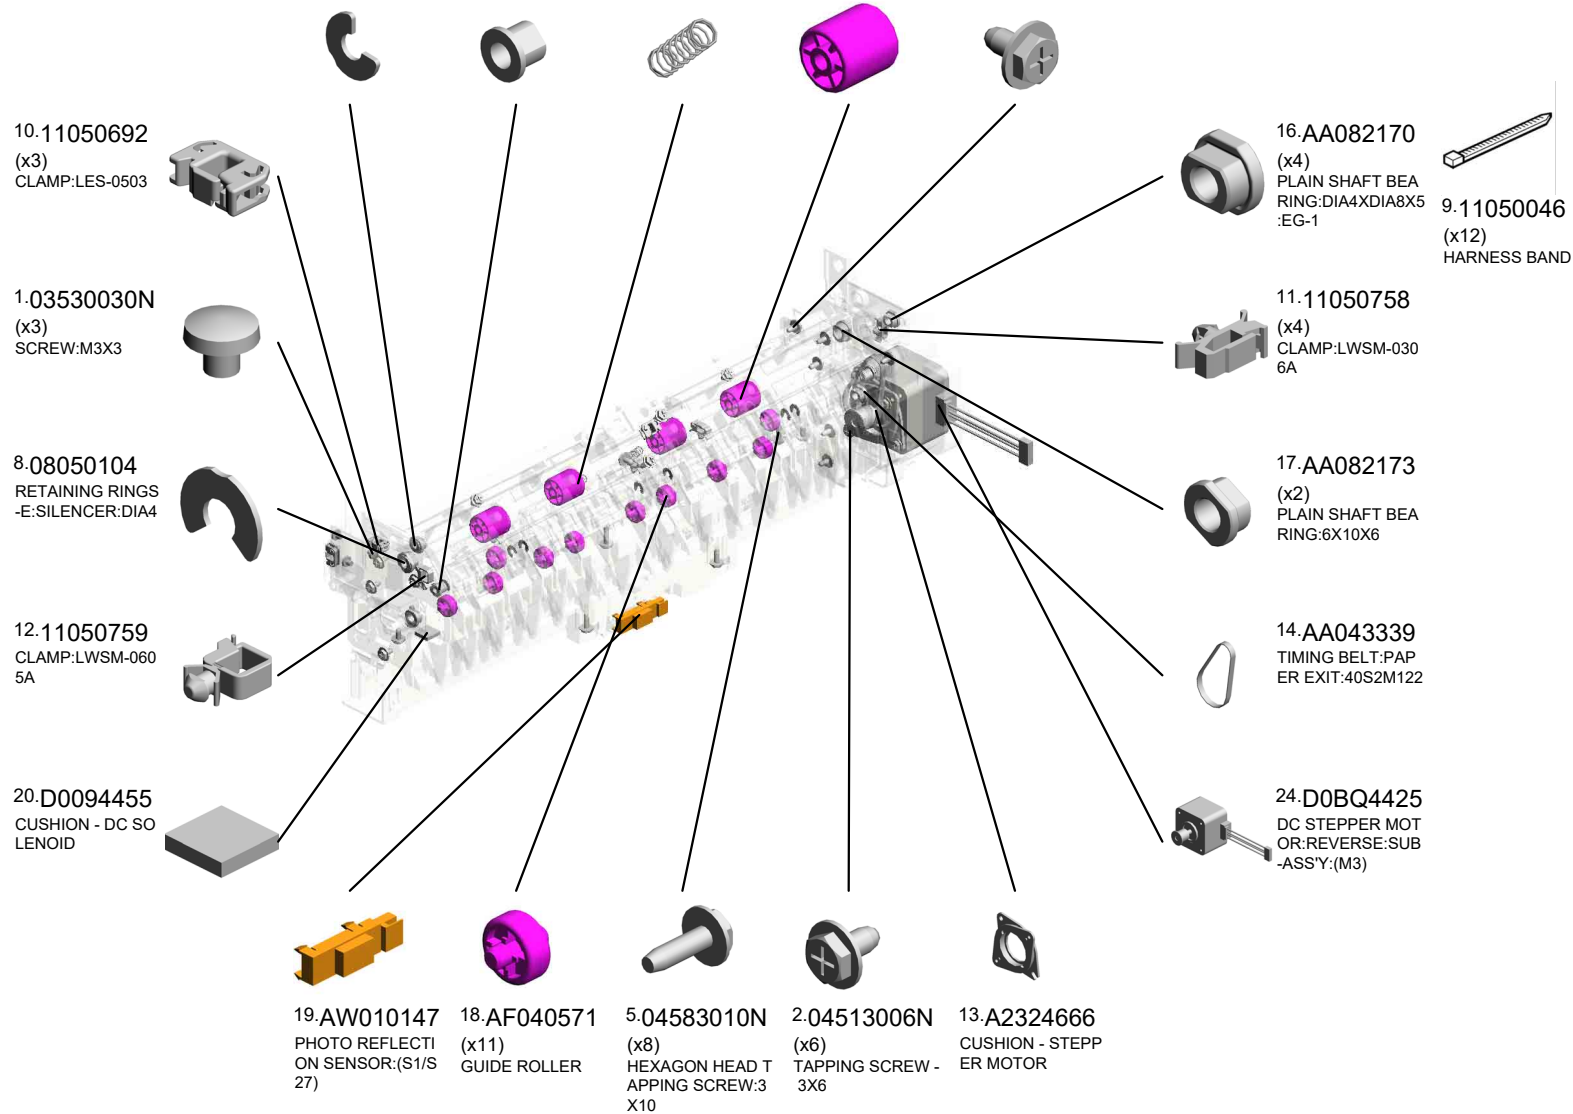 10.11050692
(x3)
CLAMP:LES-0503
1.03530030N
(x3)
SCREW:M3X3
8.08050104
RETAINING RINGS
-E:SILENCER:DIA4
12.11050759
CLAMP:LWSM-060
5A
20.D0094455
CUSHION - DC SO
LENOID
16.AA082170
(x4)
PLAIN SHAFT BEA
RING:DIA4XDIA8X5
:EG-1
9.11050046
(x12)
HARNESS BAND
11.11050758
(x4)
CLAMP:LWSM-030
6A
17.AA082173
(x2)
PLAIN SHAFT BEA
RING:6X10X6
14.AA043339
TIMING BELT:PAP
ER EXIT:40S2M122
24.D0BQ4425
DC STEPPER MOT
OR:REVERSE:SUB
-ASS'Y:(M3)
19.AW010147
PHOTO REFLECTI
ON SENSOR:(S1/S
27)
18.AF040571
(x11)
GUIDE ROLLER
5.04583010N
(x8)
HEXAGON HEAD T
APPING SCREW:3
X10
2.04513006N
(x6)
TAPPING SCREW -
3X6
13.A2324666
CUSHION - STEPP
ER MOTOR